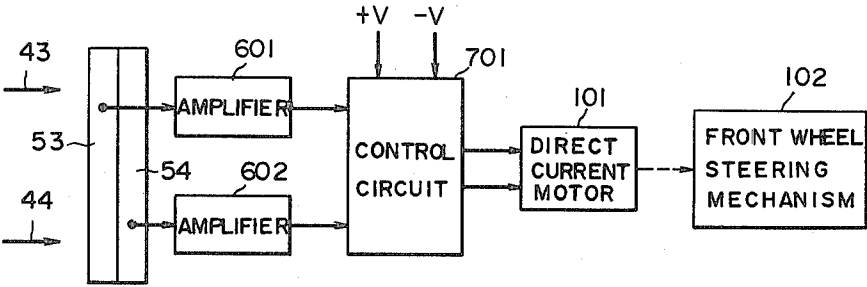 +V -V
43
601
701
AMPLIFIER
101
102
53
54
CONTROL
CIRCUIT
DIRECT
CURRENT
MOTOR
FRONT WHEEL
STEERING
MECHANISM
602
44
AMPLIFIER